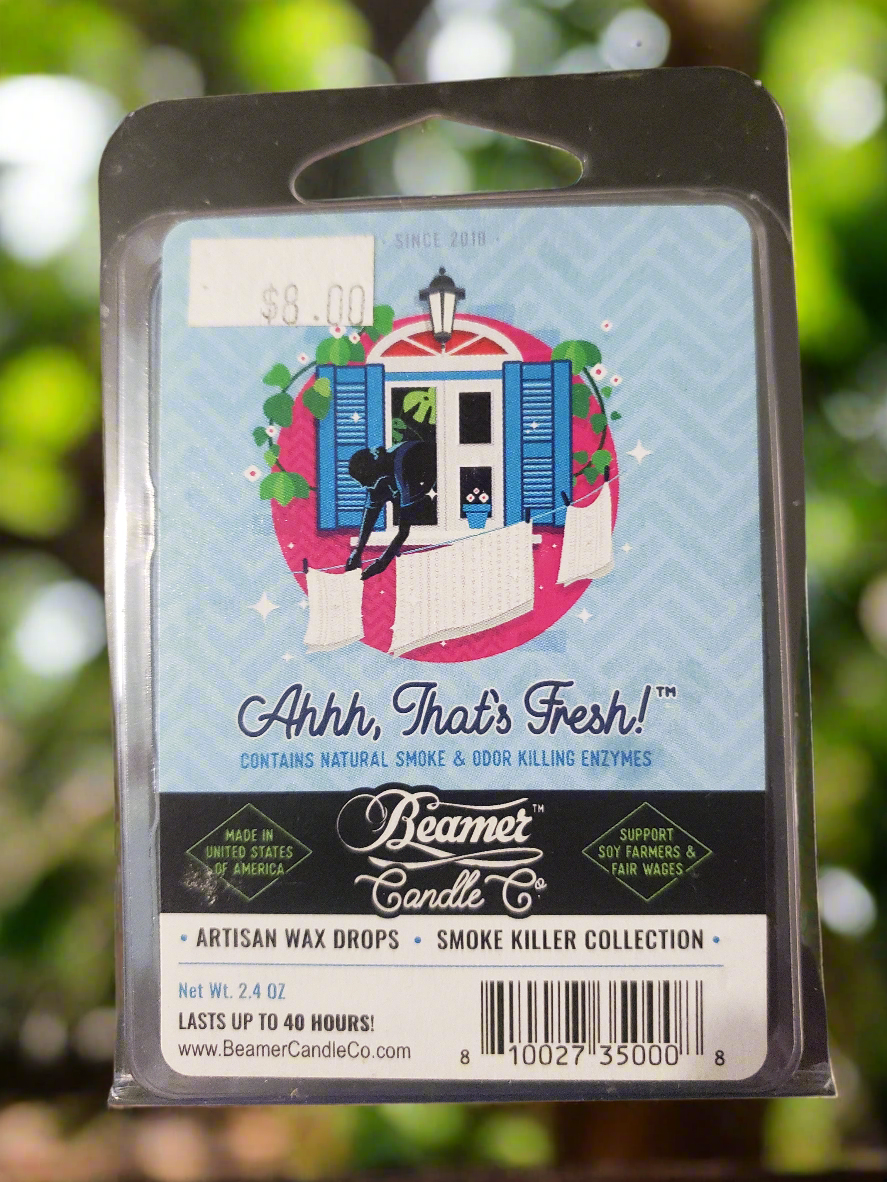 · SINCE 2018 ·
$8.00
Ahhh, That's Fresh!™
CONTAINS NATURAL SMOKE & ODOR KILLING ENZYMES
MADE IN
UNITED STATES
OF AMERICA
Beamer™
Candle Co
SUPPORT
SOY FARMERS &
FAIR WAGES
• ARTISAN WAX DROPS • SMOKE KILLER COLLECTION •
Net Wt. 2.4 OZ
LASTS UP TO 40 HOURS!
www.BeamerCandleCo.com
8 10027 35000 8